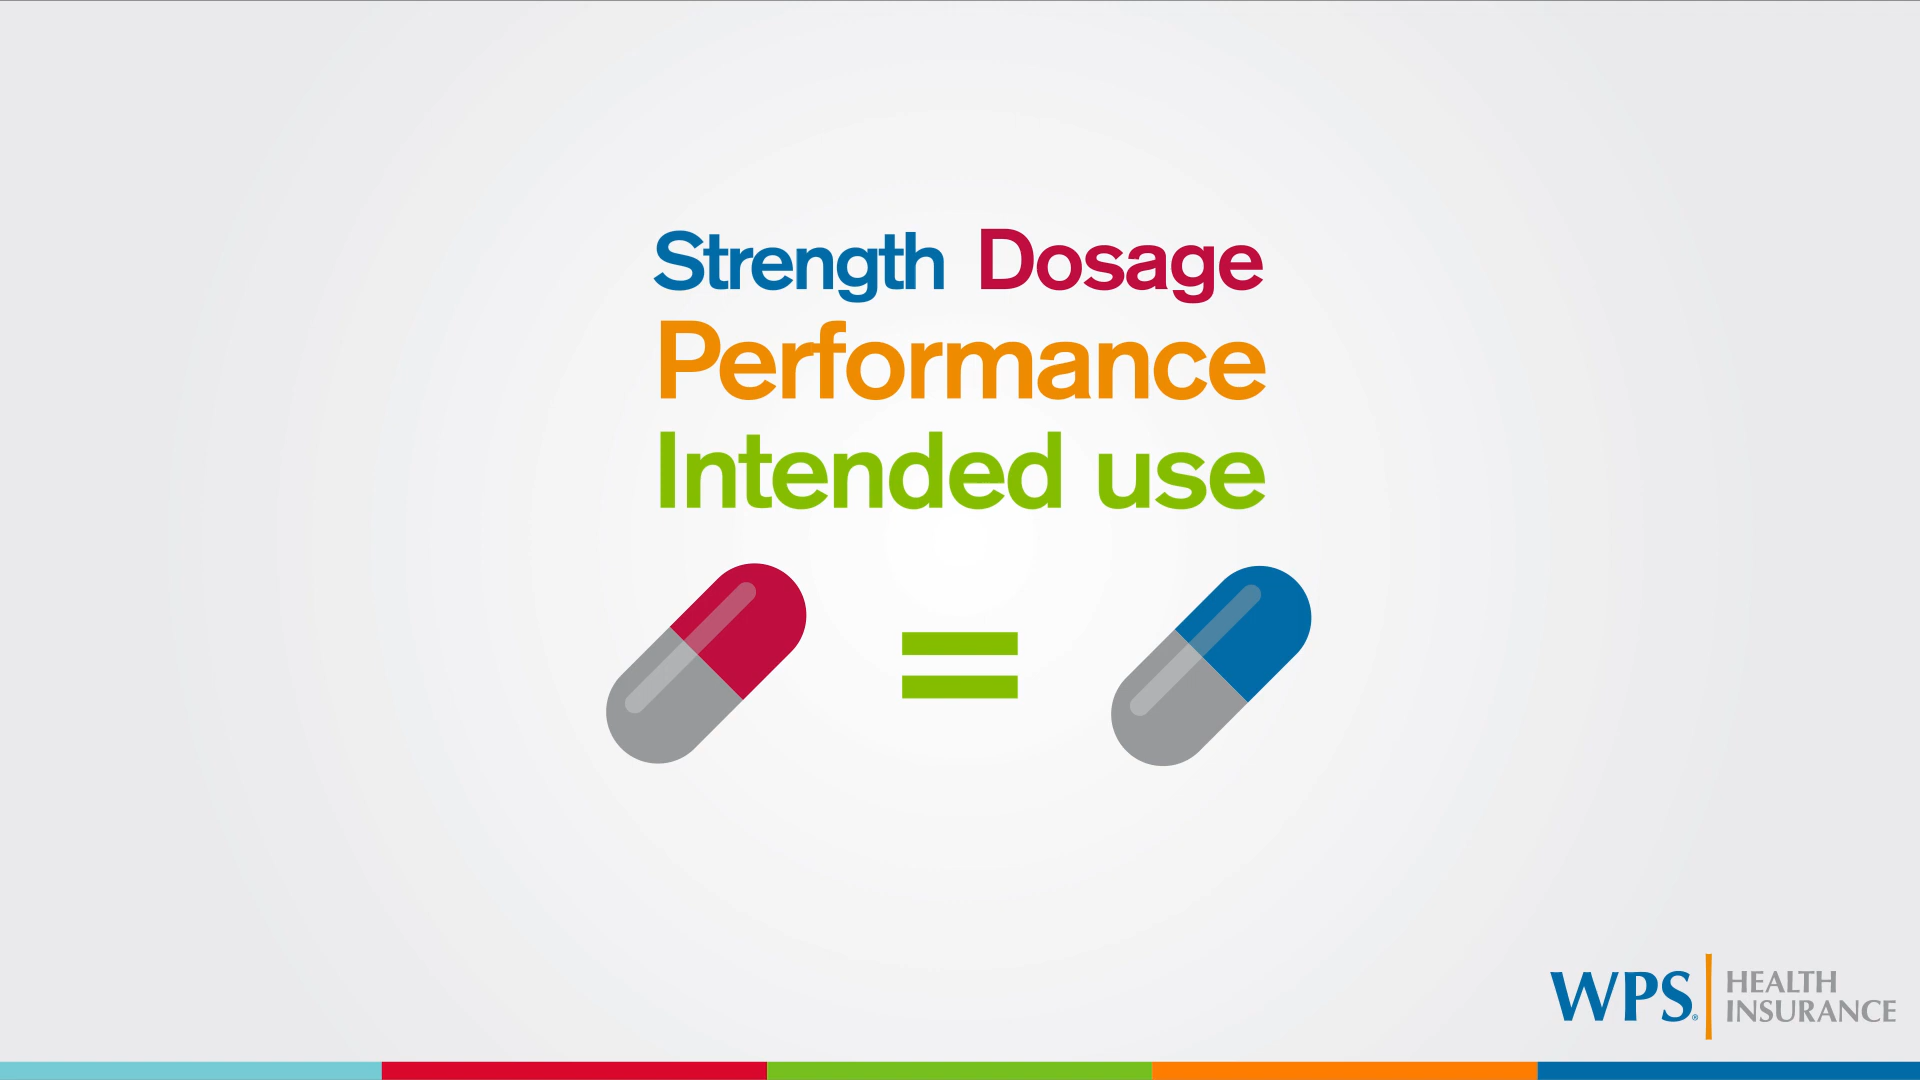 Strength Dosage
Performance
Intended use
WPS® HEALTH
INSURANCE